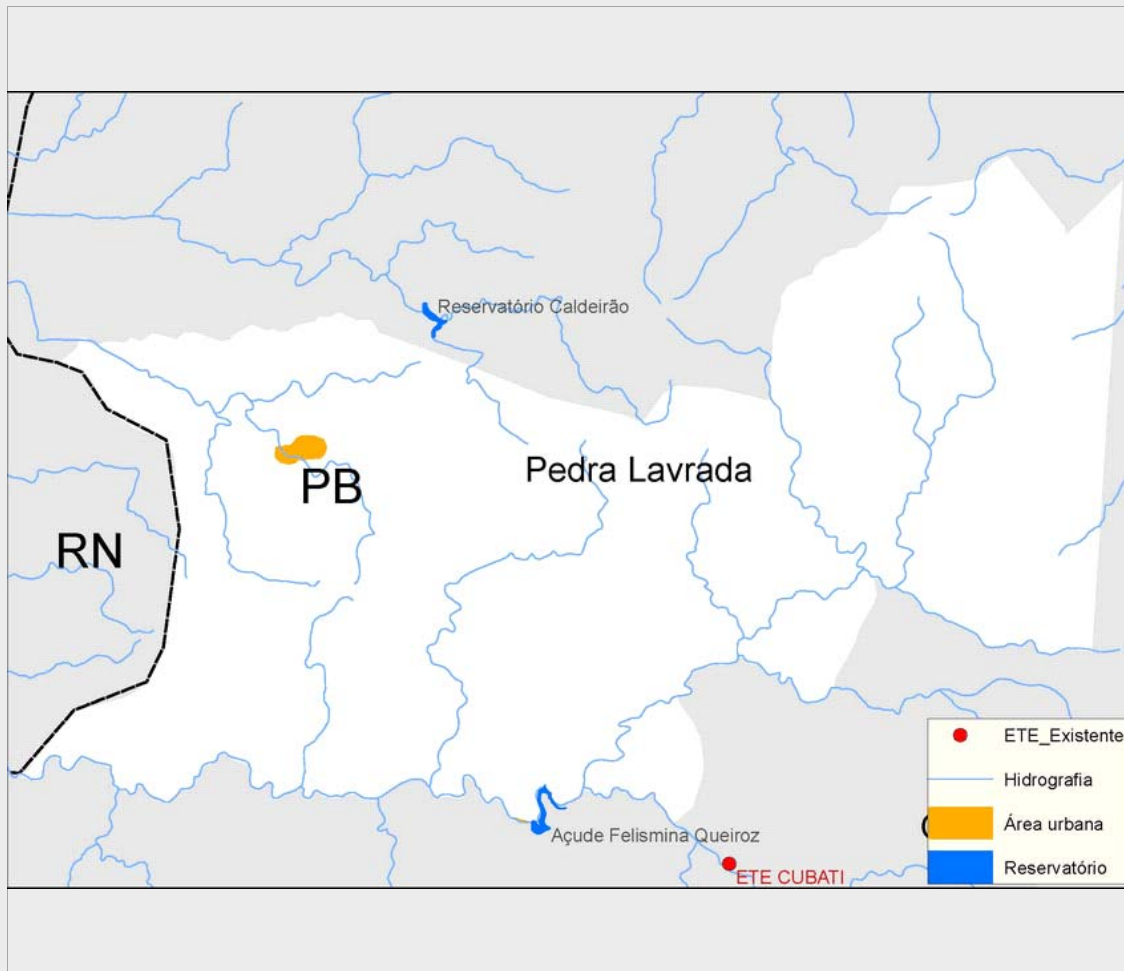 Reservatório Caldeirão
Pedra Lavrada
PB
RN
ETE_Existente
Hidrografia
Área urbana
Reservatório
Açude Felismina Queiroz
ETE CUBATI